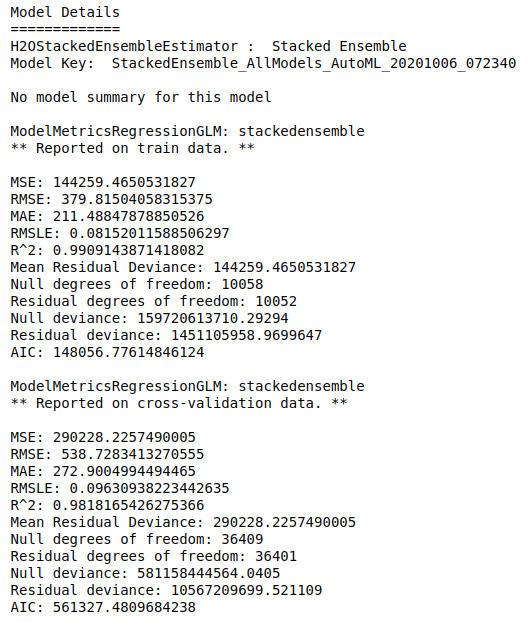 Model Details
=============
H2OStackedEnsembleEstimator :  Stacked Ensemble
Model Key:  StackedEnsemble_AllModels_AutoML_20201006_072340
No model summary for this model
ModelMetricsRegressionGLM: stackedensemble
** Reported on train data. **
MSE: 144259.4650531827
RMSE: 379.81504058315375
MAE: 211.48847878850526
RMSLE: 0.08152011588506297
R^2: 0.9909143871418082
Mean Residual Deviance: 144259.4650531827
Null degrees of freedom: 10058
Residual degrees of freedom: 10052
Null deviance: 159720613710.29294
Residual deviance: 1451105958.9699647
AIC: 148056.77614846124
ModelMetricsRegressionGLM: stackedensemble
** Reported on cross-validation data. **
MSE: 290228.2257490005
RMSE: 538.7283413270555
MAE: 272.9004994494465
RMSLE: 0.09630938223442635
R^2: 0.9818165426275366
Mean Residual Deviance: 290228.2257490005
Null degrees of freedom: 36409
Residual degrees of freedom: 36401
Null deviance: 581158444564.0405
Residual deviance: 10567209699.521109
AIC: 561327.4809684238